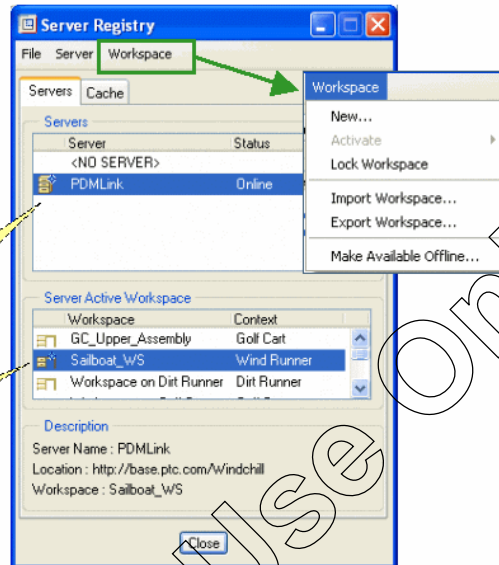 Server Registry
File Server Workspace
Servers Cache
Servers
Server Status
<NO SERVER>
PDMLink Online
Server Active Workspace
Workspace Context
GC_Upper_Assembly Golf Cart
Sailboat_WS Wind Runner
Workspace on Dirt Runner Dirt Runner
Description
Server Name : PDMLink
Location : http://base.ptc.com/Windchill
Workspace : Sailboat_WS
Close
Workspace
New...
Activate
Lock Workspace
Import Workspace...
Export Workspace...
Make Available Offline...
use On